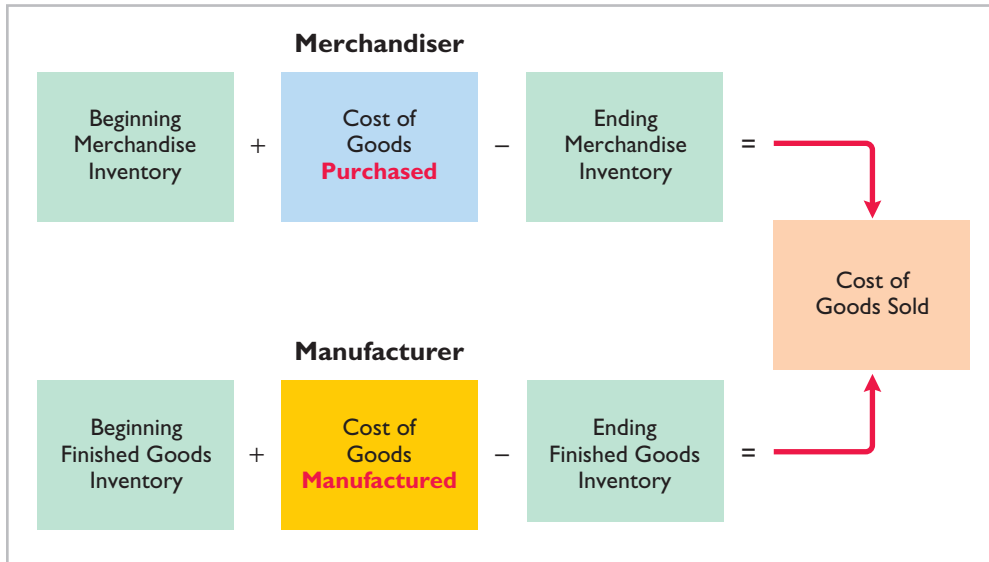 Merchandiser
Beginning
Merchandise
Inventory
+
Cost of
Goods
Purchased
–
Ending
Merchandise
Inventory
=
Cost of
Goods Sold
Manufacturer
Beginning
Finished Goods
Inventory
+
Cost of
Goods
Manufactured
–
Ending
Finished Goods
Inventory
=